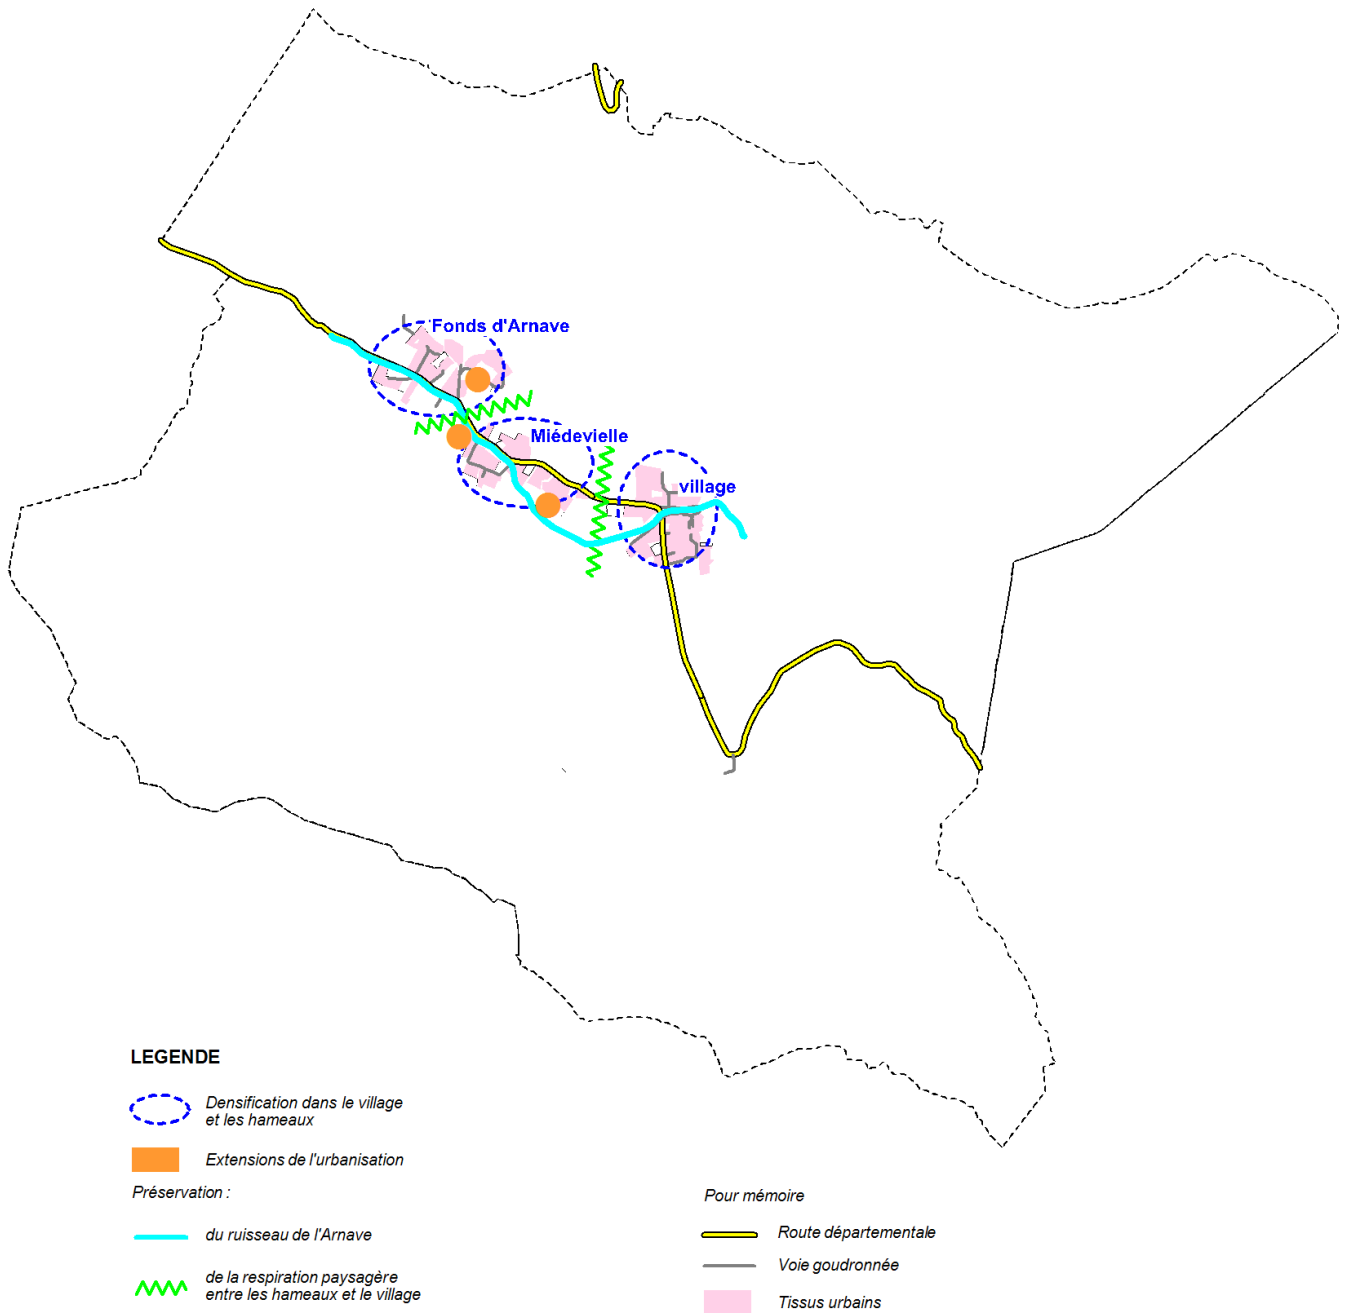 Fonds d'Arnave
Miédevielle
village
LEGENDE
Densification dans le village
et les hameaux
Extensions de l'urbanisation
Préservation :
du ruisseau de l'Arnave
de la respiration paysagère
entre les hameaux et le village
Pour mémoire
Route départementale
Voie goudronnée
Tissus urbains